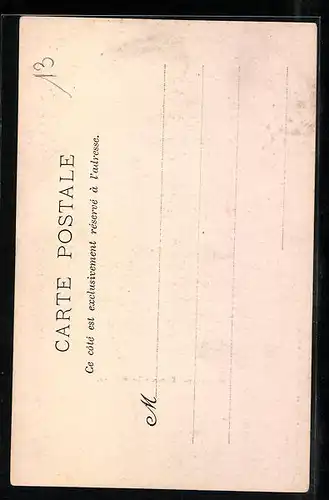 13
CARTE POSTALE
Ce côté est exclusivement réservé à l'adresse.
M